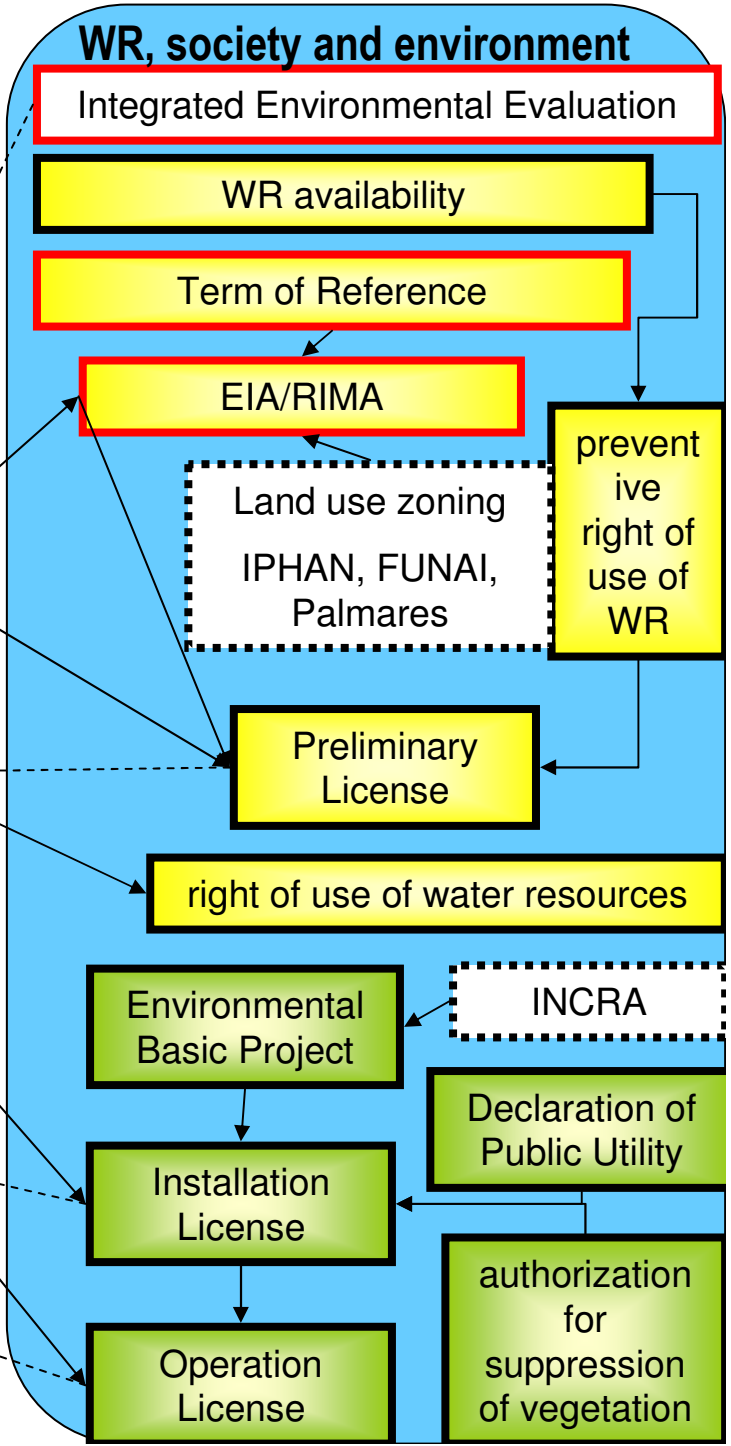 WR, society and environment
Integrated Environmental Evaluation
WR availability
Term of Reference
EIA/RIMA
prevent
ive
right of
use of
WR
Land use zoning
IPHAN, FUNAI,
Palmares
Preliminary
License
right of use of water resources
Environmental
Basic Project
INCRA
Declaration of
Public Utility
Installation
License
authorization
for
suppression
of vegetation
Operation
License